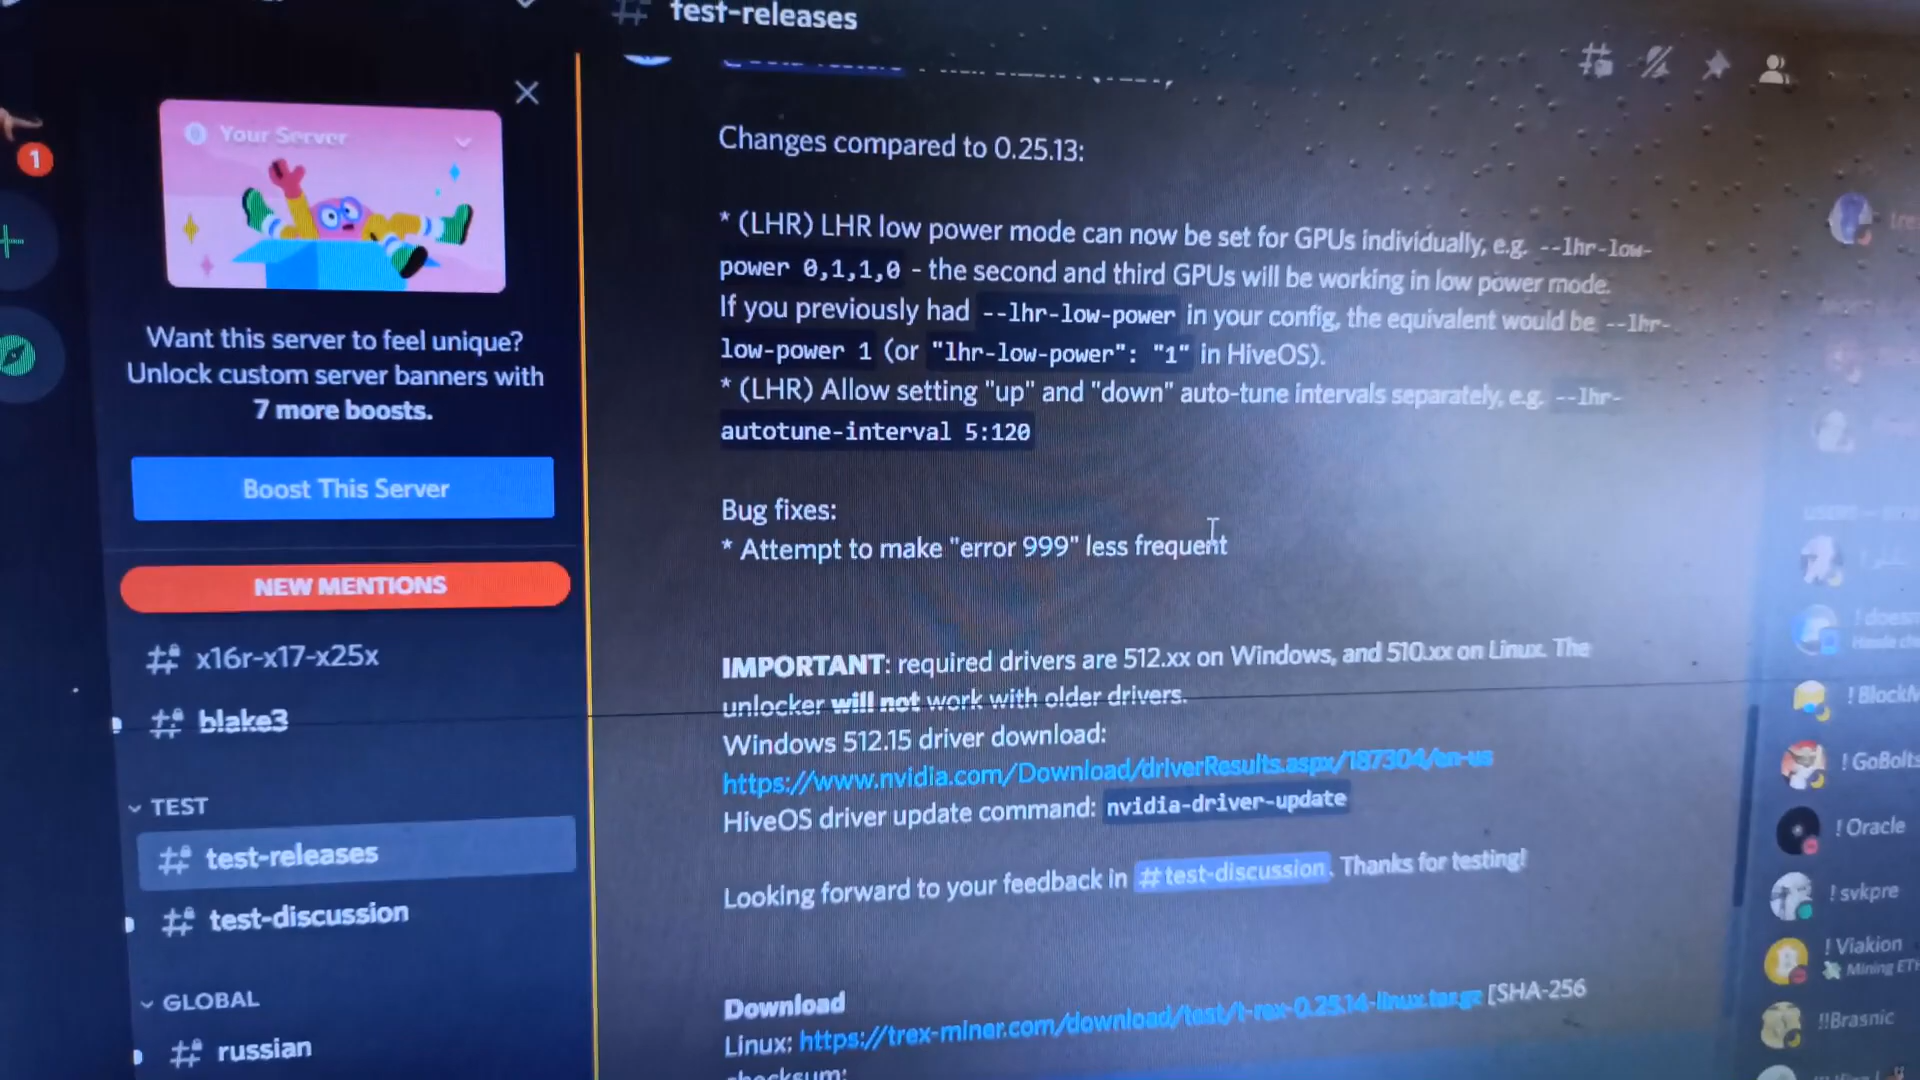 test-releases
Your Server
1
Want this server to feel unique?
Unlock custom server banners with
7 more boosts.
Boost This Server
NEW MENTIONS
x16r-x17-x25x
blake3
TEST
test-releases
test-discussion
GLOBAL
russian
Changes compared to 0.25.13:
* (LHR) LHR low power mode can now be set for GPUs individually, e.g. --lhr-low-
power 0,1,1,0 - the second and third GPUs will be working in low power mode.
If you previously had --lhr-low-power in your config, the equivalent would be --lhr-
low-power 1 (or "lhr-low-power": "1" in HiveOS).
* (LHR) Allow setting "up" and "down" auto-tune intervals separately, e.g. --lhr-
autotune-interval 5:120
Bug fixes:
* Attempt to make "error 999" less frequent
IMPORTANT: required drivers are 512.xx on Windows, and 510.xx on Linux. The
unlocker will not work with older drivers.
Windows 512.15 driver download:
https://www.nvidia.com/Download/driverResults.aspx/187304/en-us
HiveOS driver update command: nvidia-driver-update
Looking forward to your feedback in #test-discussion. Thanks for testing!
Download
Linux: https://trex-miner.com/download/test/t-rex-0.25.14-linux.tar.gz [SHA-256
checksum:
! GoBolts
! Oracle
! svkpre
! Viakion
Mining ETH
!!Brasnic